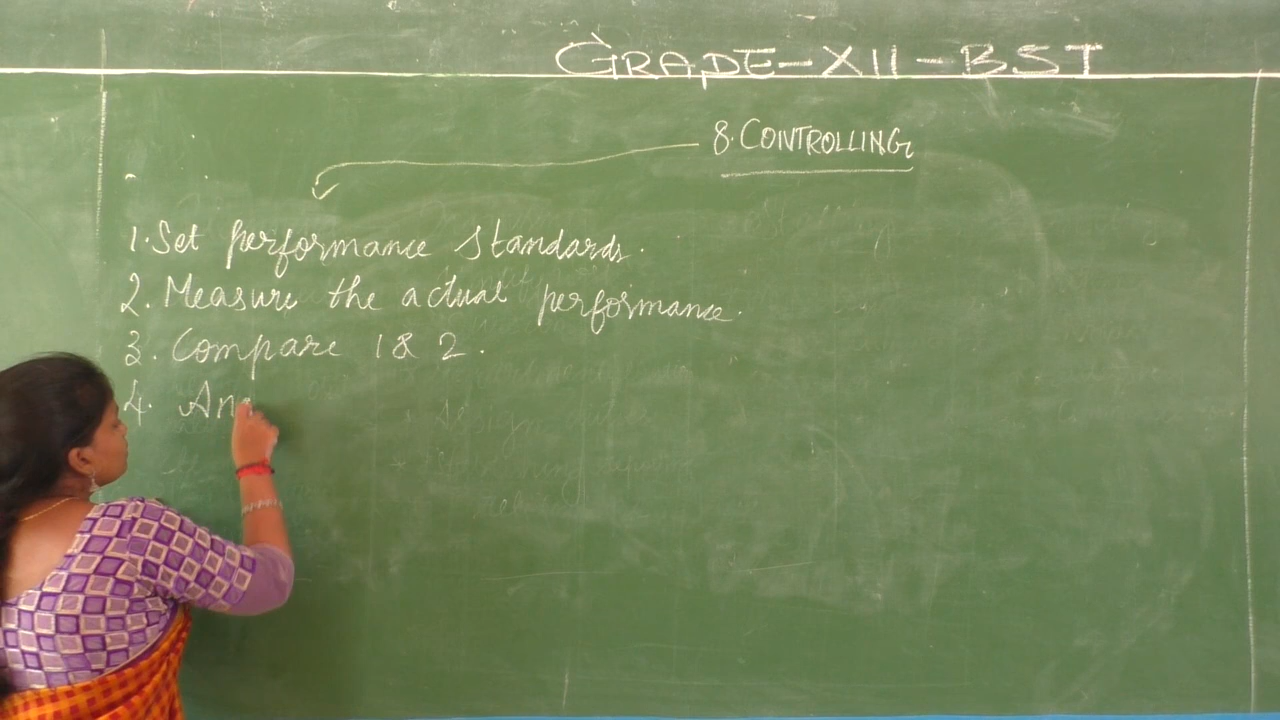 GRADE-XII-BST
8. CONTROLLING
1. Set performance standards.
2. Measure the actual performance.
3. Compare 1 & 2.
4. Ana